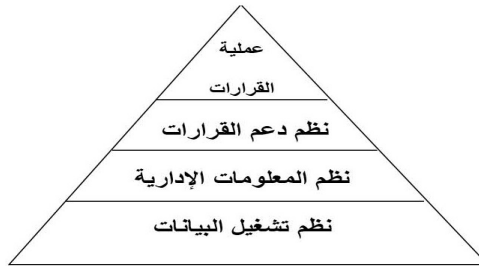 عملية
القرارات
نظم دعم القرارات
نظم المعلومات الإدارية
نظم تشغيل البيانات